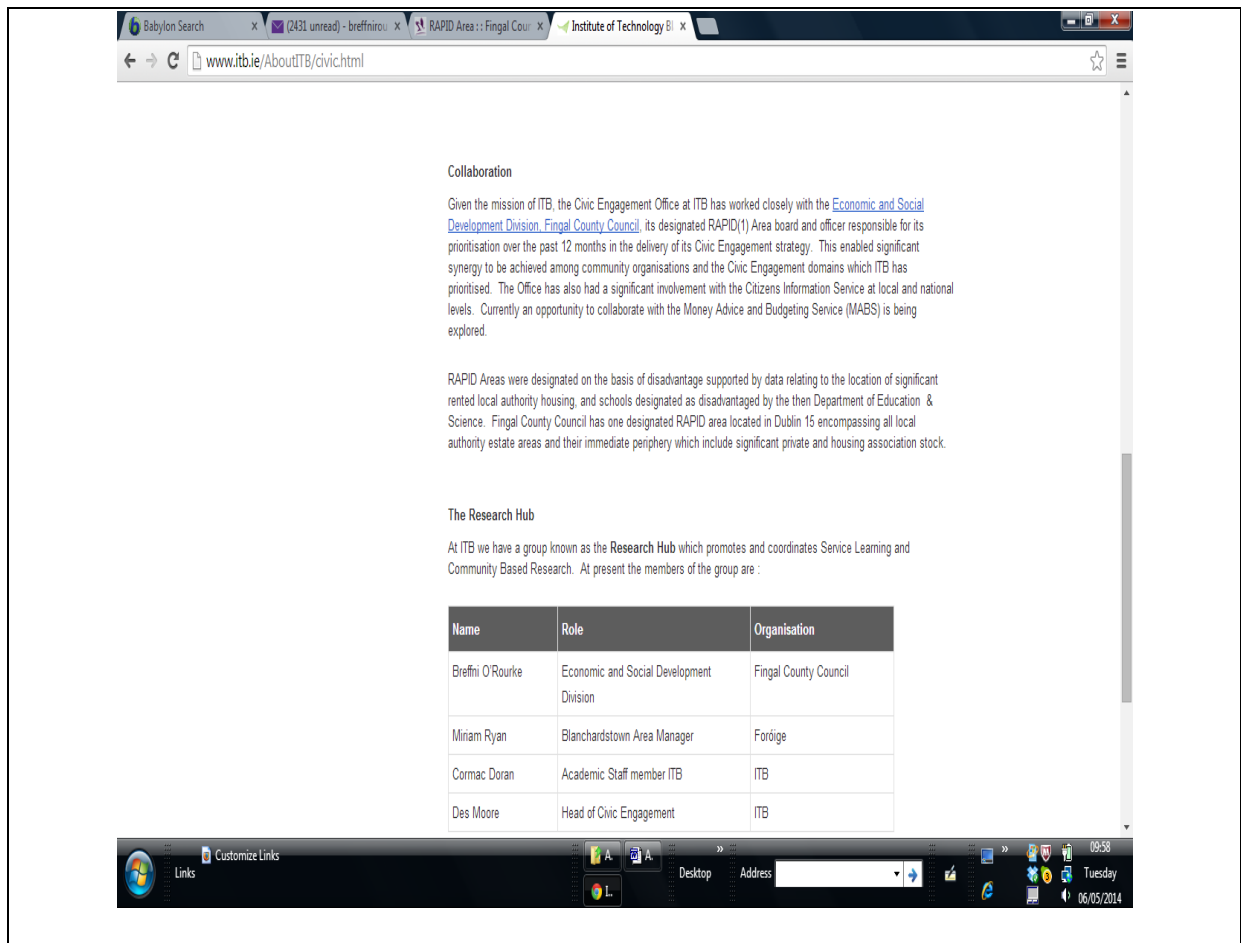 Babylon Search
(2431 unread) - breffnirou
RAPID Area : : Fingal Cour
Institute of Technology Bl
www.itb.ie/AboutITB/civic.html
Collaboration
Given the mission of ITB, the Civic Engagement Office at ITB has worked closely with the Economic and Social
Development Division, Fingal County Council, its designated RAPID(1) Area board and officer responsible for its
prioritisation over the past 12 months in the delivery of its Civic Engagement strategy. This enabled significant
synergy to be achieved among community organisations and the Civic Engagement domains which ITB has
prioritised. The Office has also had a significant involvement with the Citizens Information Service at local and national
levels. Currently an opportunity to collaborate with the Money Advice and Budgeting Service (MABS) is being
explored.
RAPID Areas were designated on the basis of disadvantage supported by data relating to the location of significant
rented local authority housing, and schools designated as disadvantaged by the then Department of Education &
Science. Fingal County Council has one designated RAPID area located in Dublin 15 encompassing all local
authority estate areas and their immediate periphery which include significant private and housing association stock.
The Research Hub
At ITB we have a group known as the Research Hub which promotes and coordinates Service Learning and
Community Based Research. At present the members of the group are :
Name Role Organisation
Breffni O'Rourke Economic and Social Development Fingal County Council
Division
Miriam Ryan Blanchardstown Area Manager Foróige
Cormac Doran Academic Staff member ITB ITB
Des Moore Head of Civic Engagement ITB
Customize Links
Links
A.
A.
I..
Desktop
Address
09:58
Tuesday
06/05/2014